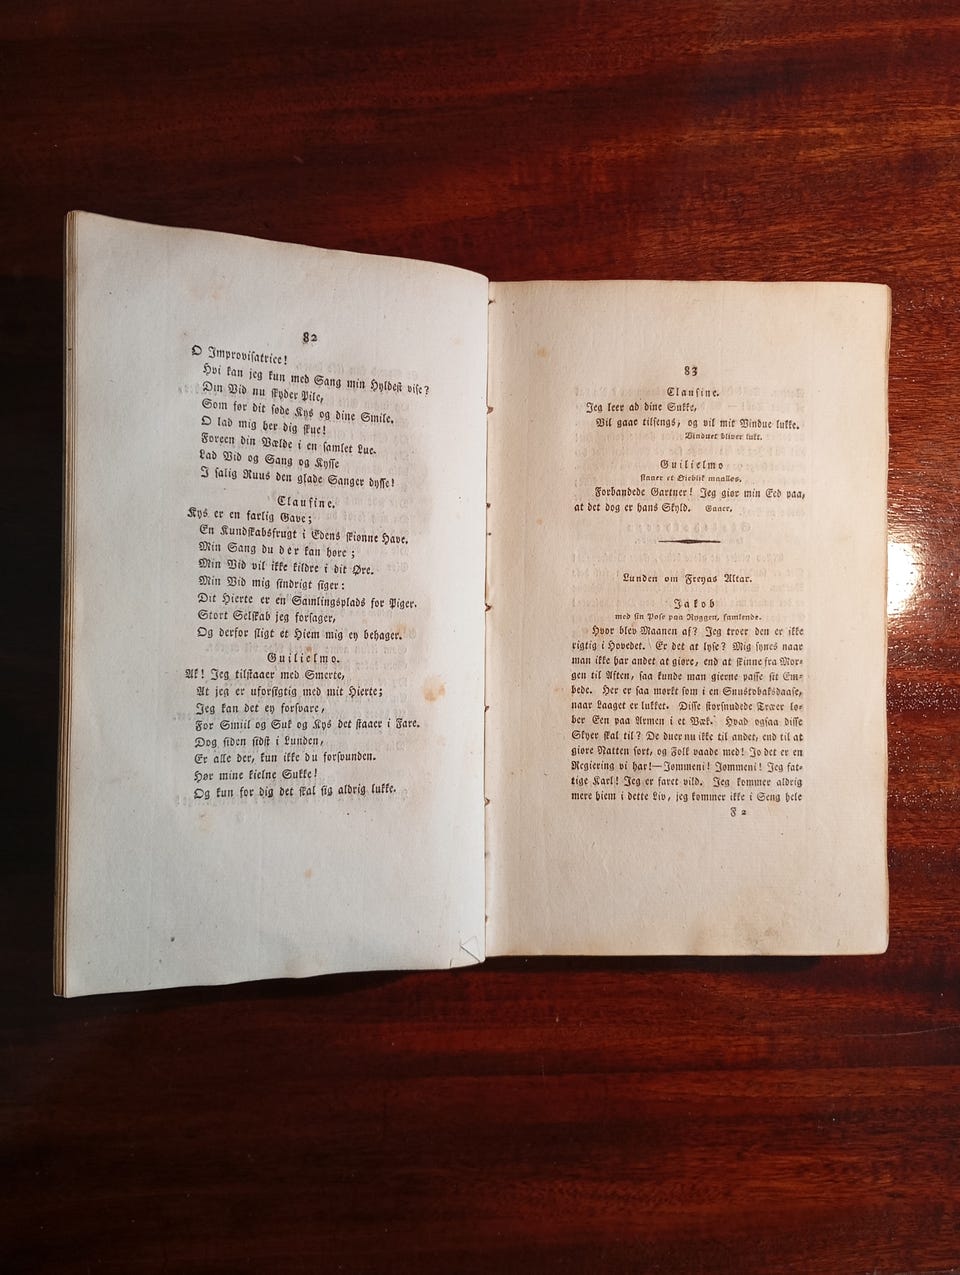 82
O Improvisatrice!
Hvi kan jeg kun med Sang min Hyldest vise?
Din Vid nu skyder Pile,
Som før dit søde Kys og dine Smile.
O lad mig her dig skue!
Foreen din Vælde i en samlet Lue.
Lad Vid og Sang og Kysse
I salig Ruus den glade Sanger dysse!
Clausine.
Kys er en farlig Gave;
En Kundskabsfrugt i Edens skiønne Have.
Min Sang du der kan høre;
Min Vid vil ikke kildre i dit Øre.
Min Vid mig sindrigt siger:
Dit Hierte er en Samlingsplads for Piger.
Stort Selskab jeg forsager,
Og derfor sligt et Hiem mig ey behager.
Guilielmo.
Ak! Jeg tilstaaer med Smerte,
At jeg er uforsigtig med mit Hierte;
Jeg kan det ey forsvare,
For Smiil og Suk og Kys det staaer i Fare.
Dog siden sidst i Lunden,
Er alle der, kun ikke du forsvunden.
Hør mine kielne Sukke!
Og kun for dig det skal sig aldrig lukke.
83
Clausine.
Jeg leer ad dine Sukke,
Vil gaae tilsengs, og vil mit Vindue lukke.
Vinduet bliver lukt.
Guilielmo
staaer et Øieblik maalløs.
Forbandede Gartner! Jeg giør min Eed paa,
at det dog er hans Skyld. Gaaer.
Lunden om Freyas Altar.
Jakob
med sin Pose paa Ryggen, famlende.
Hvor blev Maanen af? Jeg troer den er ikke
rigtig i Hovedet. Er det at lyse? Mig synes naar
man ikke har andet at giøre, end at skinne fra Mor-
gen til Aften, saa kunde man gierne passe sit Em-
bede. Her er saa mørkt som i en Snustobaksdaase,
naar Laaget er lukket. Disse storsnudede Træer lø-
ber Een paa Armen i et Væk. Hvad ogsaa disse
Skyer skal til? De duer nu ikke til andet, end til at
giøre Natten sort, og Folk vaade med! Jo det er en
Regiering vi har!—Jømmeni! Jømmeni! Jeg fat-
tige Karl! Jeg er faret vild. Jeg kommer aldrig
mere hiem i dette Liv, jeg kommer ikke i Seng hele
F 2